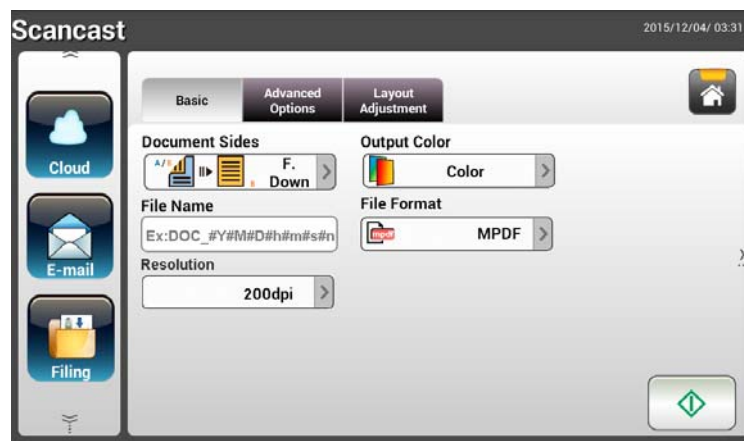 Scancast
2015/12/04/ 03:31
Basic
Advanced
Options
Layout
Adjustment
Cloud
E-mail
Filing
Document Sides
F.
Down
Output Color
Color
File Name
Ex:DOC_#Y#M#D#h#m#s#n
File Format
MPDF
Resolution
200dpi